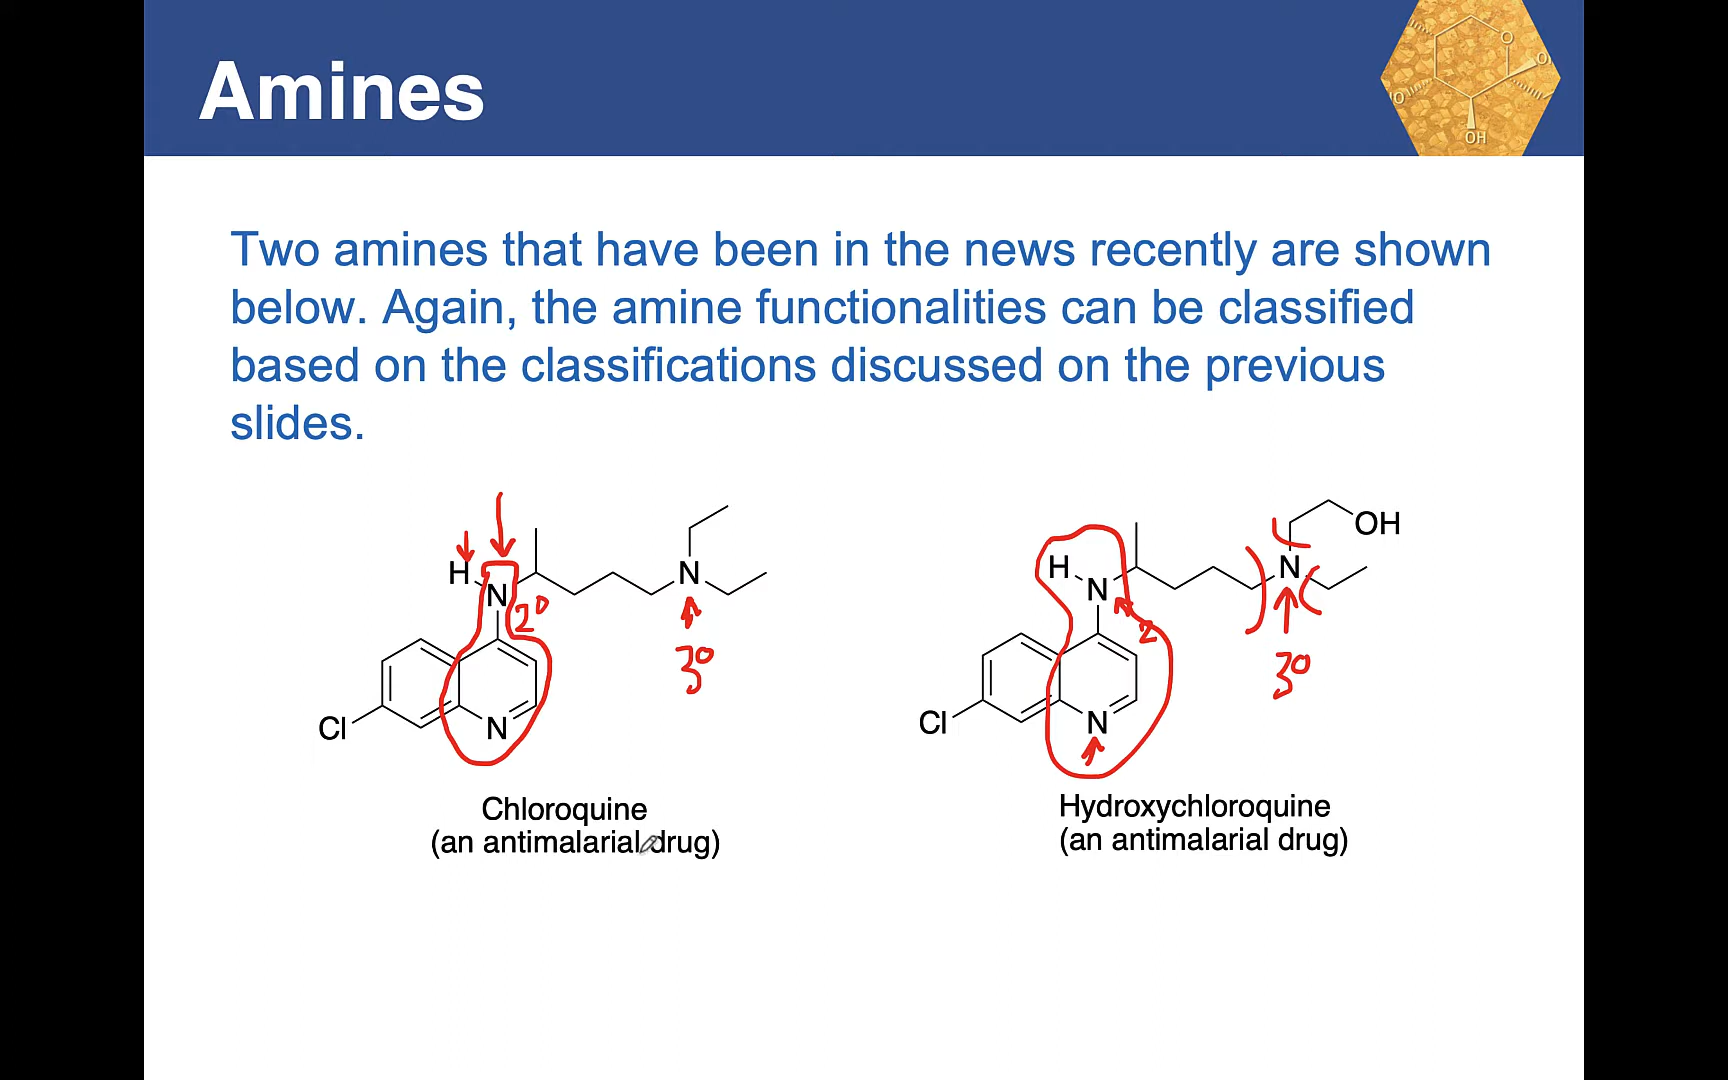 Amines
O
O
O
OH
Two amines that have been in the news recently are shown
below. Again, the amine functionalities can be classified
based on the classifications discussed on the previous
slides.
H
N
N
2°
3°
Cl
N
Chloroquine
(an antimalarial drug)
OH
H
N
N
2
3°
Cl
N
Hydroxychloroquine
(an antimalarial drug)